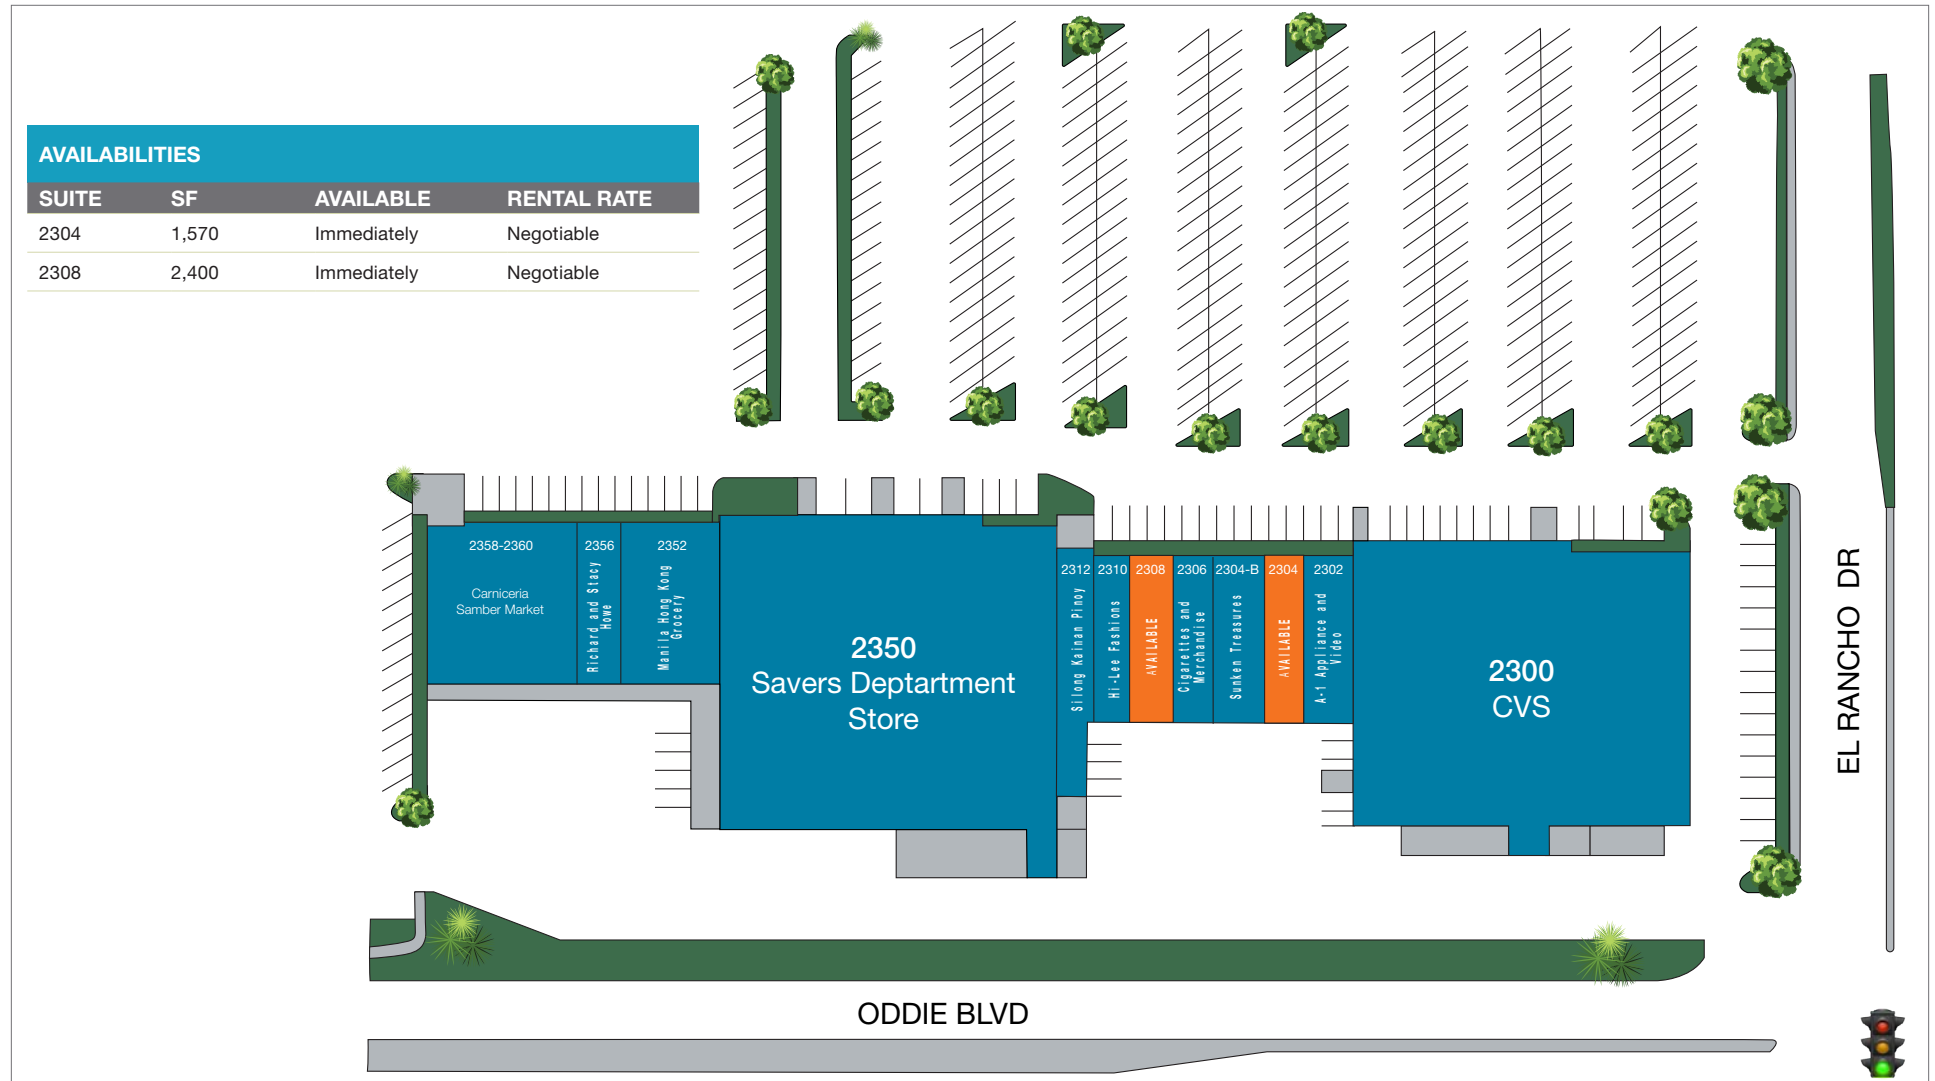 AVAILABILITIES
SUITE SF AVAILABLE RENTAL RATE
2304 1,570 Immediately Negotiable
2308 2,400 Immediately Negotiable
2358-2360
Carniceria
Samber Market
2356
Richard and Stacy
Howe
2352
Manila Hong Kong
Grocery
2350
Savers Deptartment
Store
2312
Silong Kainan Pinoy
2310
Hi-Lee Fashions
2308
AVAILABLE
2306
Cigarettes and
Merchandise
2304-B
Sunken Treasures
2304
AVAILABLE
2302
A-1 Appliance and
Video
2300
CVS
EL RANCHO DR
ODDIE BLVD